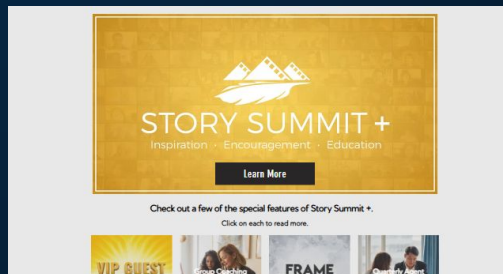 STORY SUMMIT +
Inspiration · Encouragement · Education
Learn More
Check out a few of the special features of Story Summit +.
Click on each to read more.
VIP GUEST
Group Coaching
FRAME
Quarterly Agent